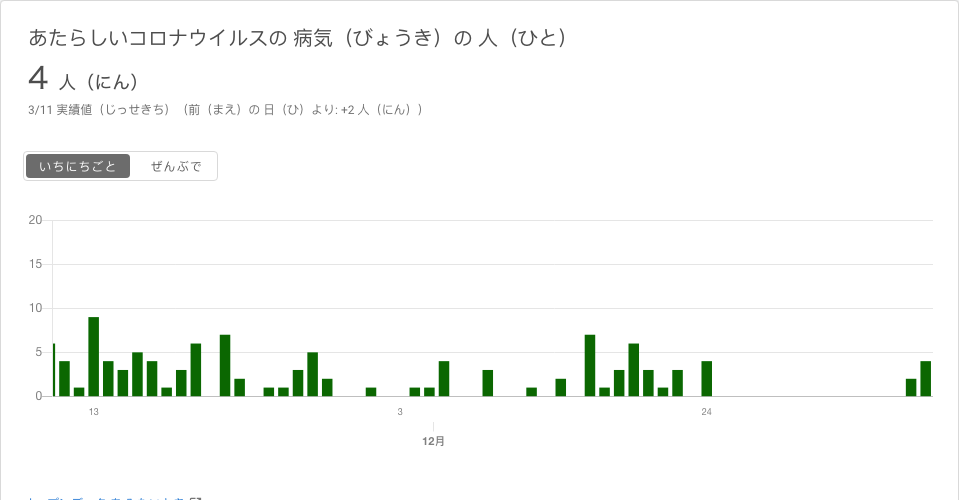 あたらしいコロナウイルスの 病気（びょうき）の 人（ひと）
4 人（にん）
3/11 実績値（じっせきち）（前（まえ）の 日（ひ）より: +2 人（にん））
いちにちごと ぜんぶで
20
15
10
5
0
13 3 24
12月